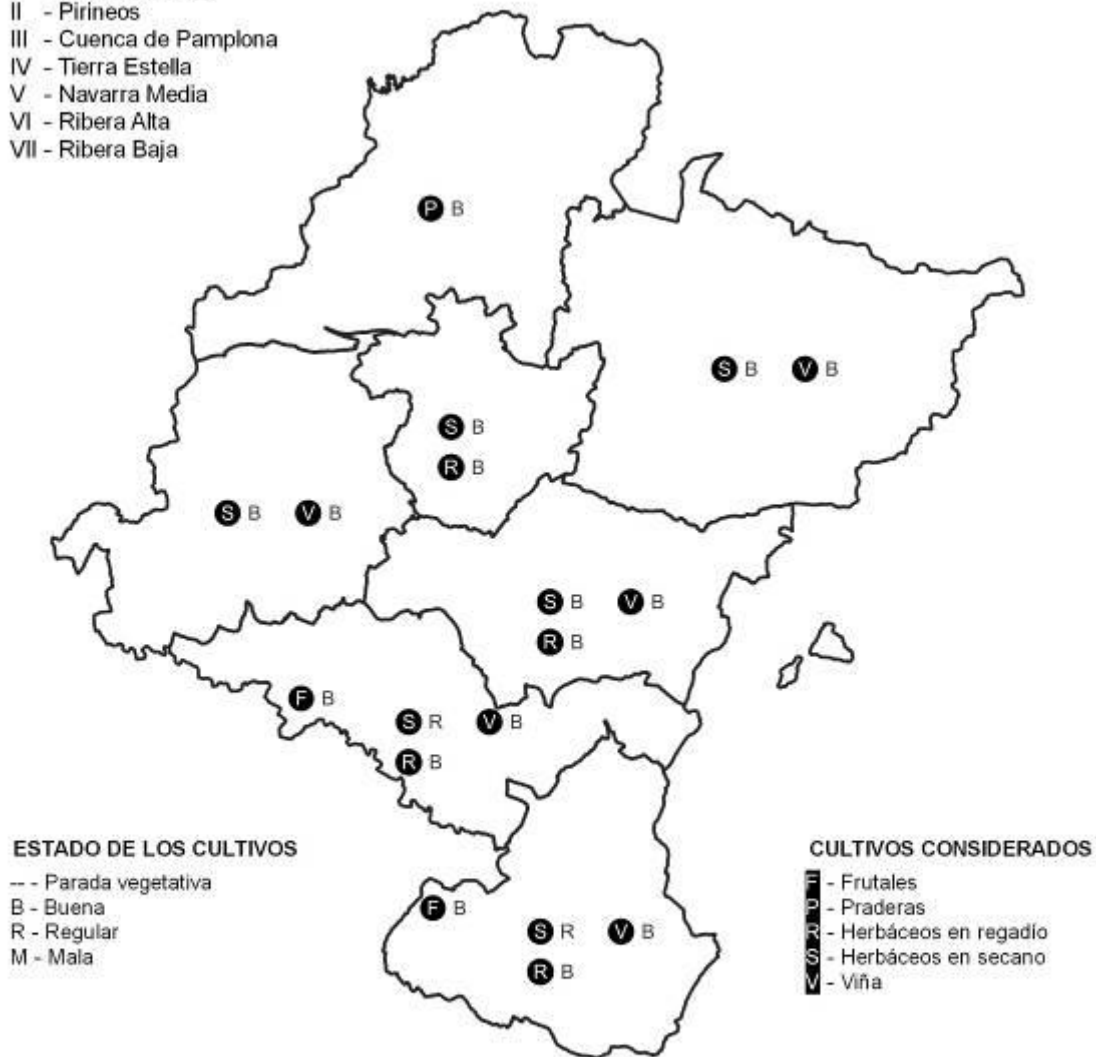 II - Pirineos
III - Cuenca de Pamplona
IV - Tierra Estella
V - Navarra Media
VI - Ribera Alta
VII - Ribera Baja
P B
S B V B
S B
R B
S B V B
S B V B
R B
F B
S R V B
R B
ESTADO DE LOS CULTIVOS
-- - Parada vegetativa
B - Buena
R - Regular
M - Mala
CULTIVOS CONSIDERADOS
F - Frutales
P - Praderas
R - Herbáceos en regadío
S - Herbáceos en secano
V - Viña
F B
S R V B
R B